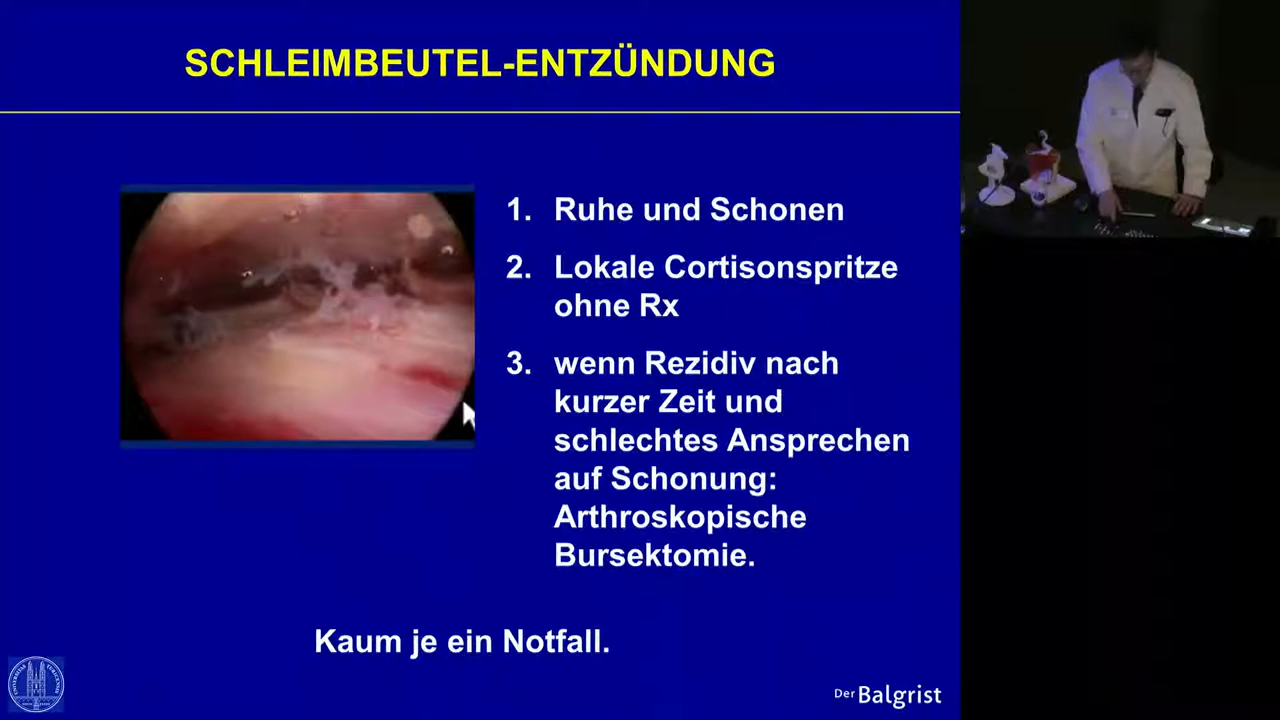 SCHLEIMBEUTEL-ENTZÜNDUNG
1. Ruhe und Schonen
2. Lokale Cortisonspritze
ohne Rx
3. wenn Rezidiv nach
kurzer Zeit und
schlechtes Ansprechen
auf Schonung:
Arthroskopische
Bursektomie.
Kaum je ein Notfall.
Der Balgrist